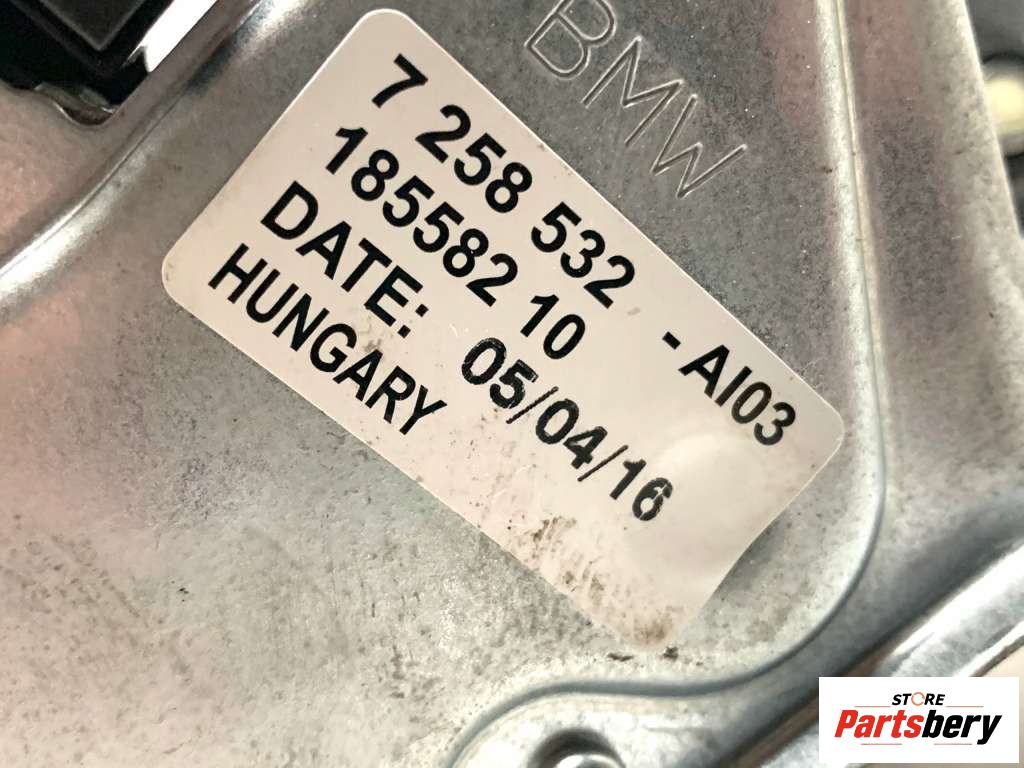 BMW
7 258 532 -AI03
185582 10
DATE: 05/04/16
HUNGARY
STORE
Partsbery